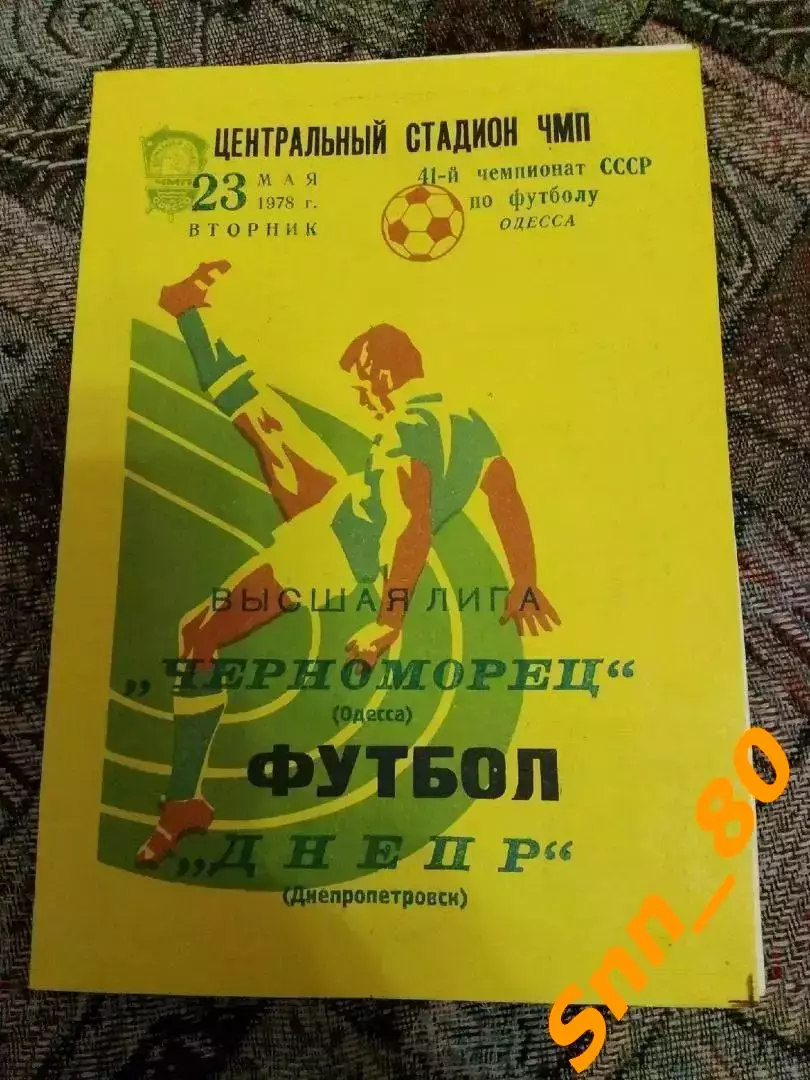 ЦЕНТРАЛЬНЫЙ СТАДИОН ЧМП
ЧМП
23 МАЯ
1978 г.
ВТОРНИК
41-й чемпионат СССР
по футболу
ОДЕССА
ВЫСШАЯ ЛИГА
„ЧЕРНОМОРЕЦ“
(Одесса)
ФУТБОЛ
„ДНЕПР“
(Днепропетровск)
Snn_80